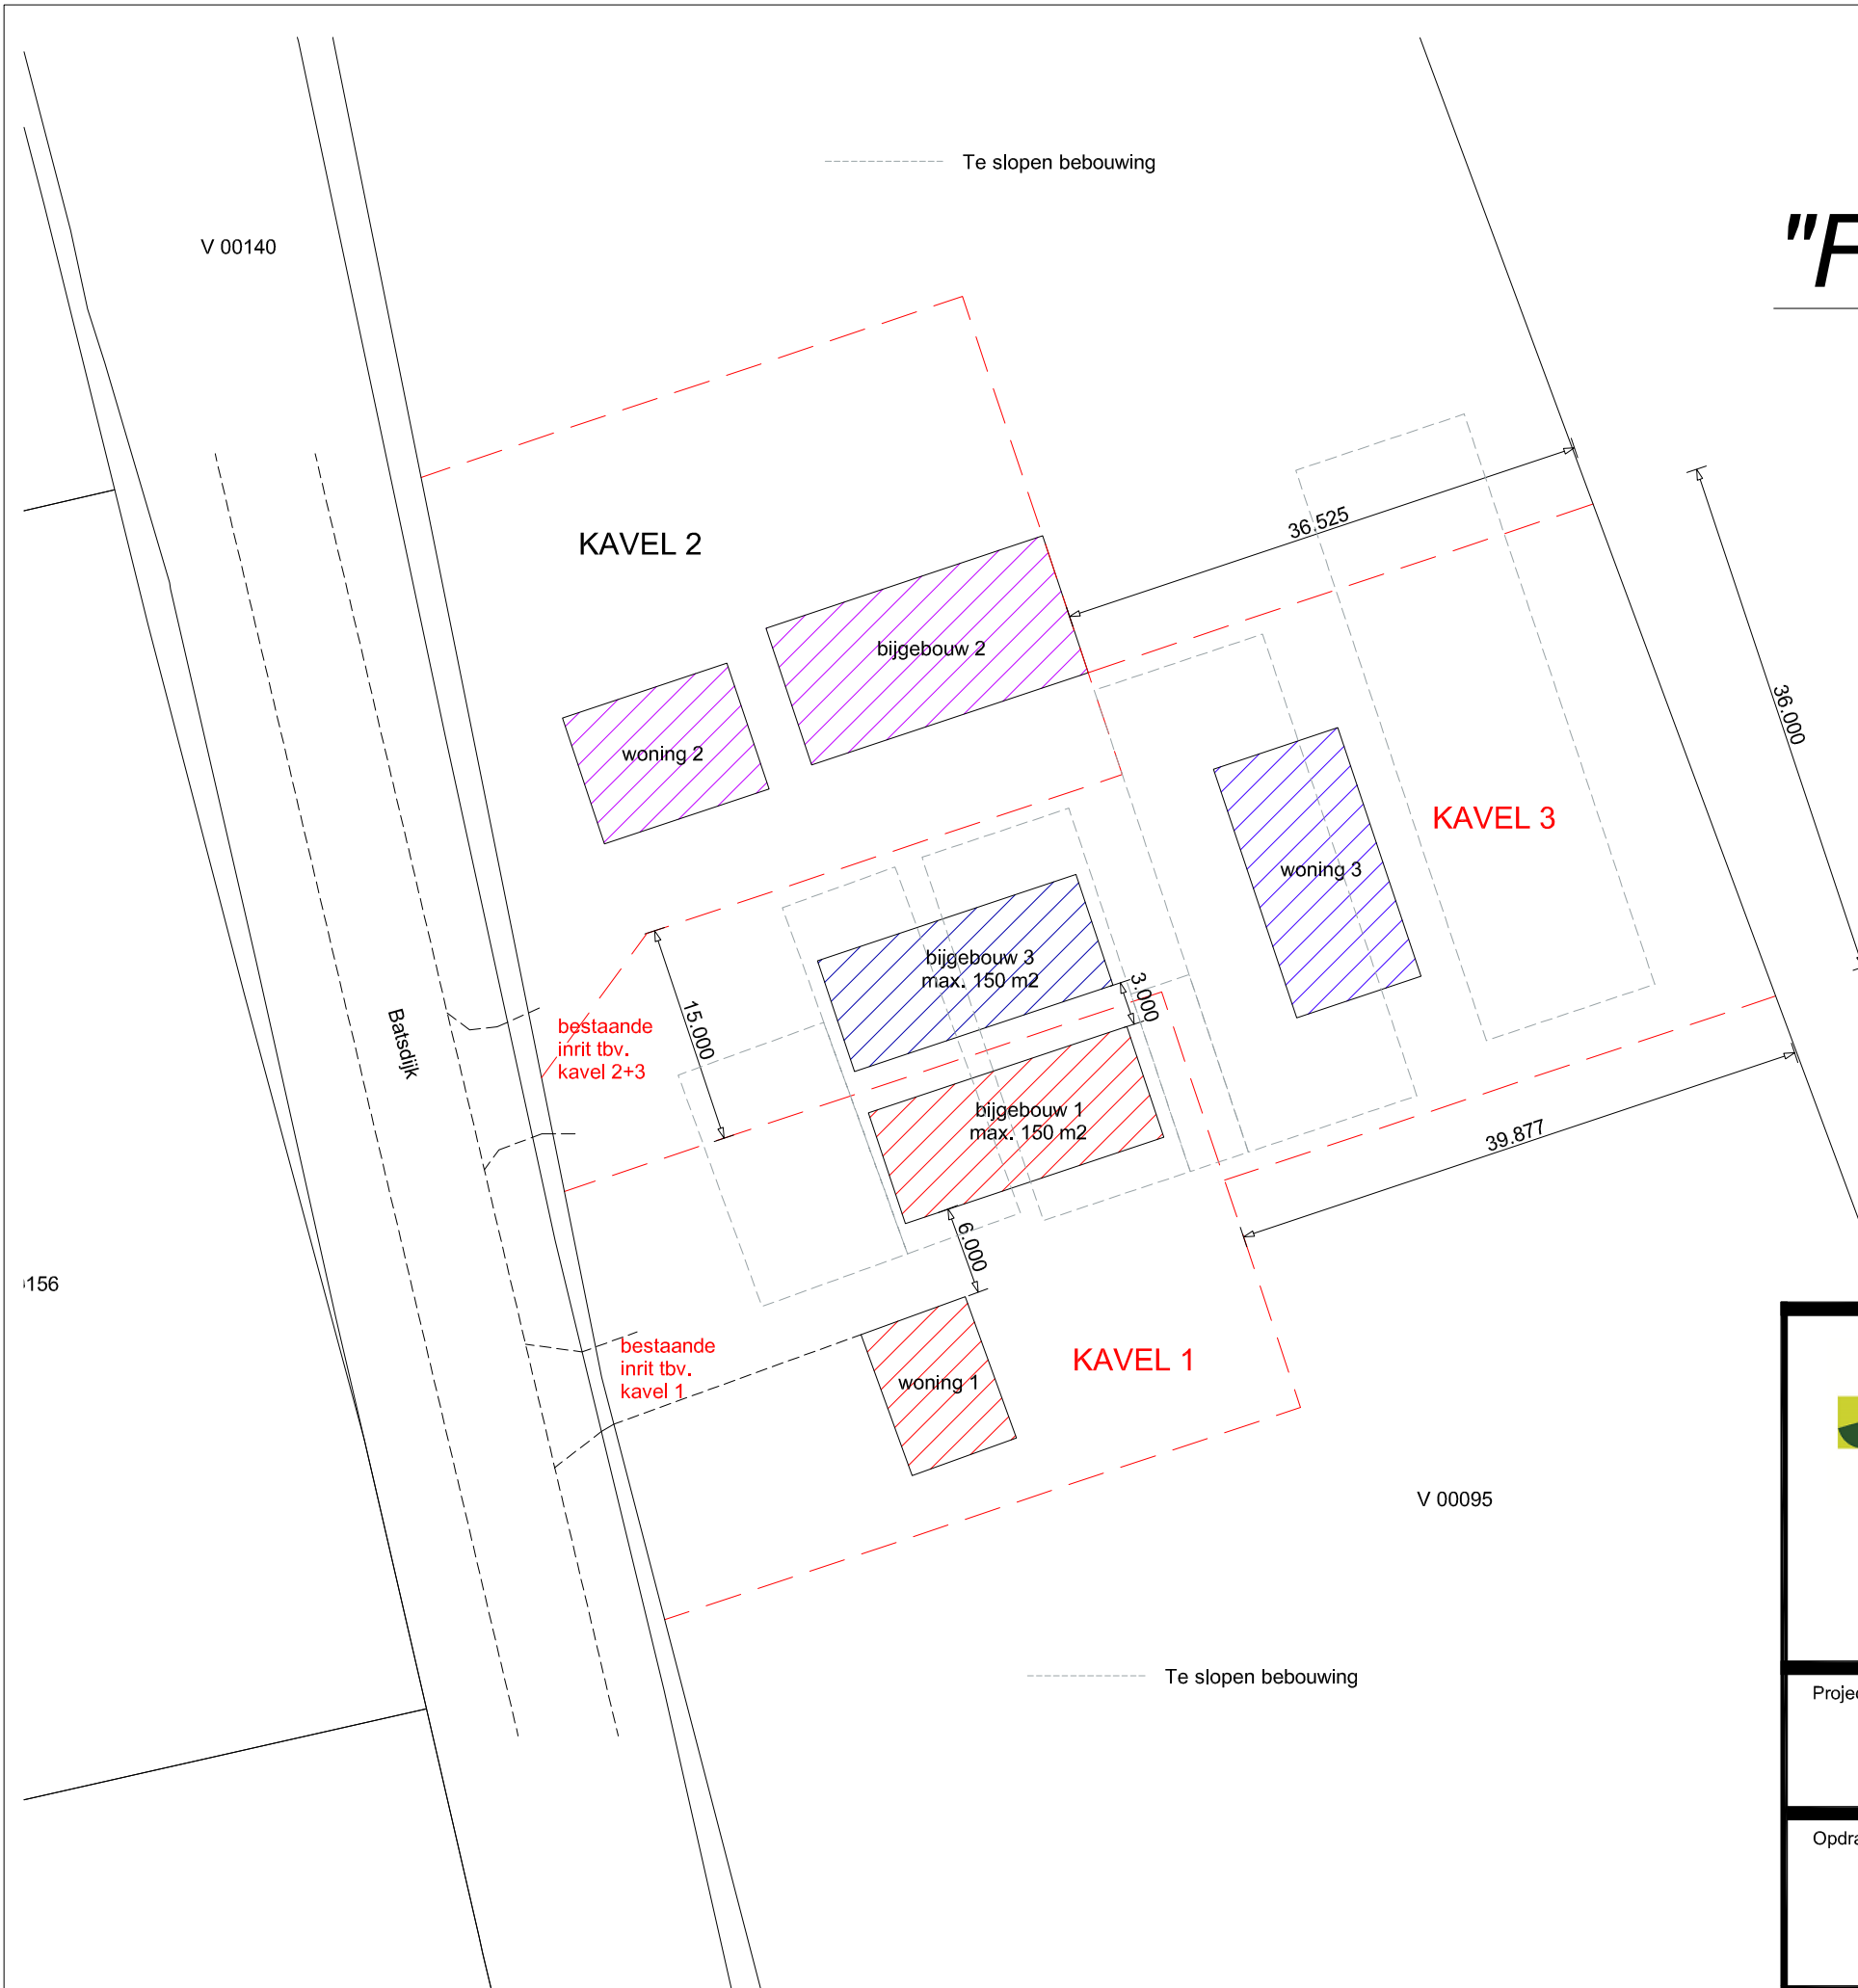 Te slopen bebouwing
V 00140
"F
36.525
KAVEL 2
bijgebouw 2
36.000
woning 2
KAVEL 3
woning 3
bijgebouw 3
max. 150 m2
3.000
15.000
Batsdijk
bestaande
inrit tbv.
kavel 2+3
bijgebouw 1
max. 150 m2
39.877
6.000
156
bestaande
inrit tbv.
kavel 1
KAVEL 1
woning 1
V 00095
Te slopen bebouwing
Projec
Opdra